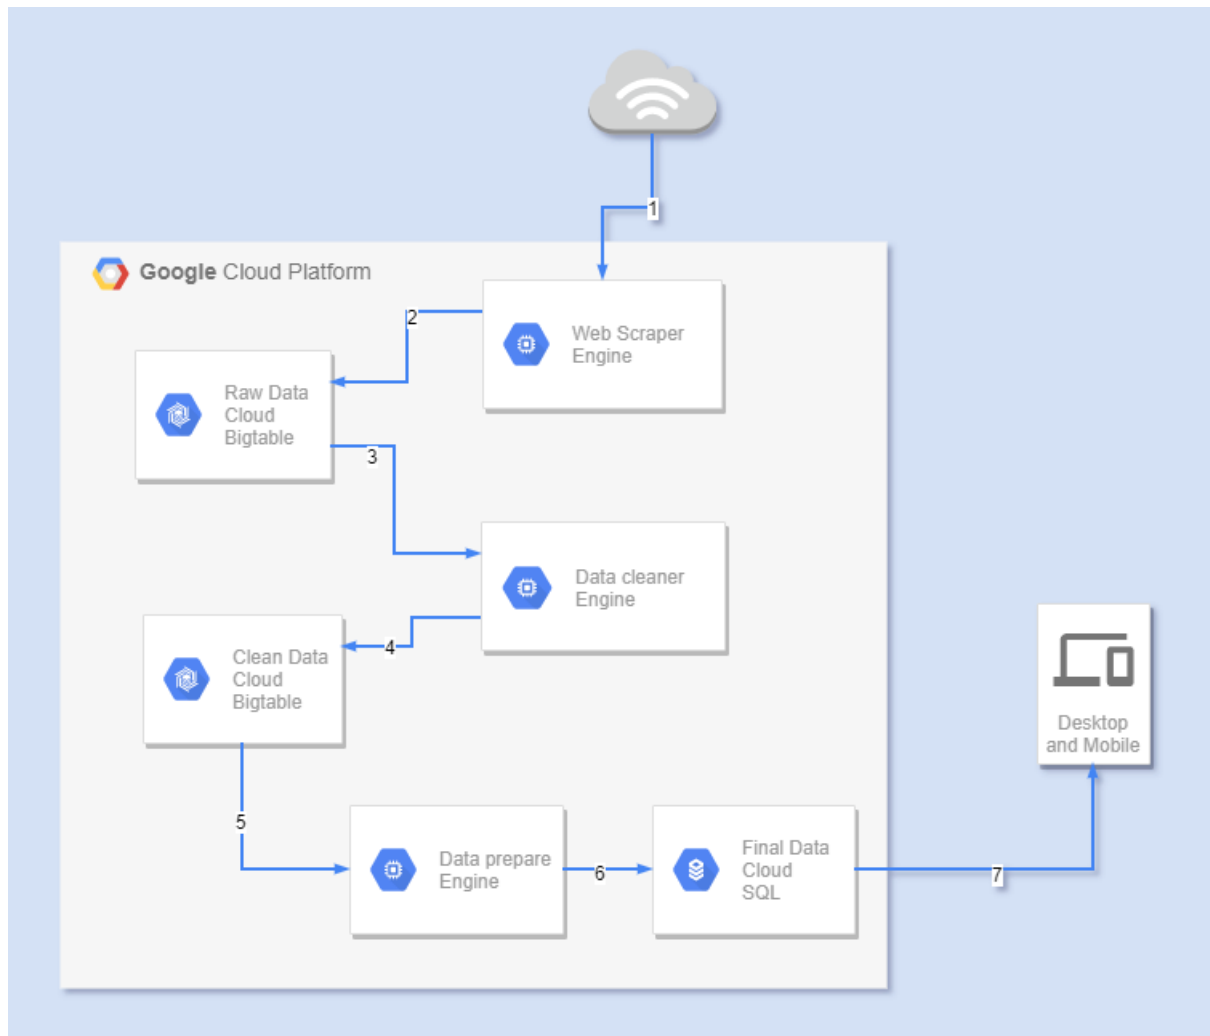 1
Google Cloud Platform
2
Web Scraper
Engine
Raw Data
Cloud
Bigtable
3
Data cleaner
Engine
4
Clean Data
Cloud
Bigtable
Desktop
and Mobile
5
Data prepare
Engine
6
Final Data
Cloud
SQL
7